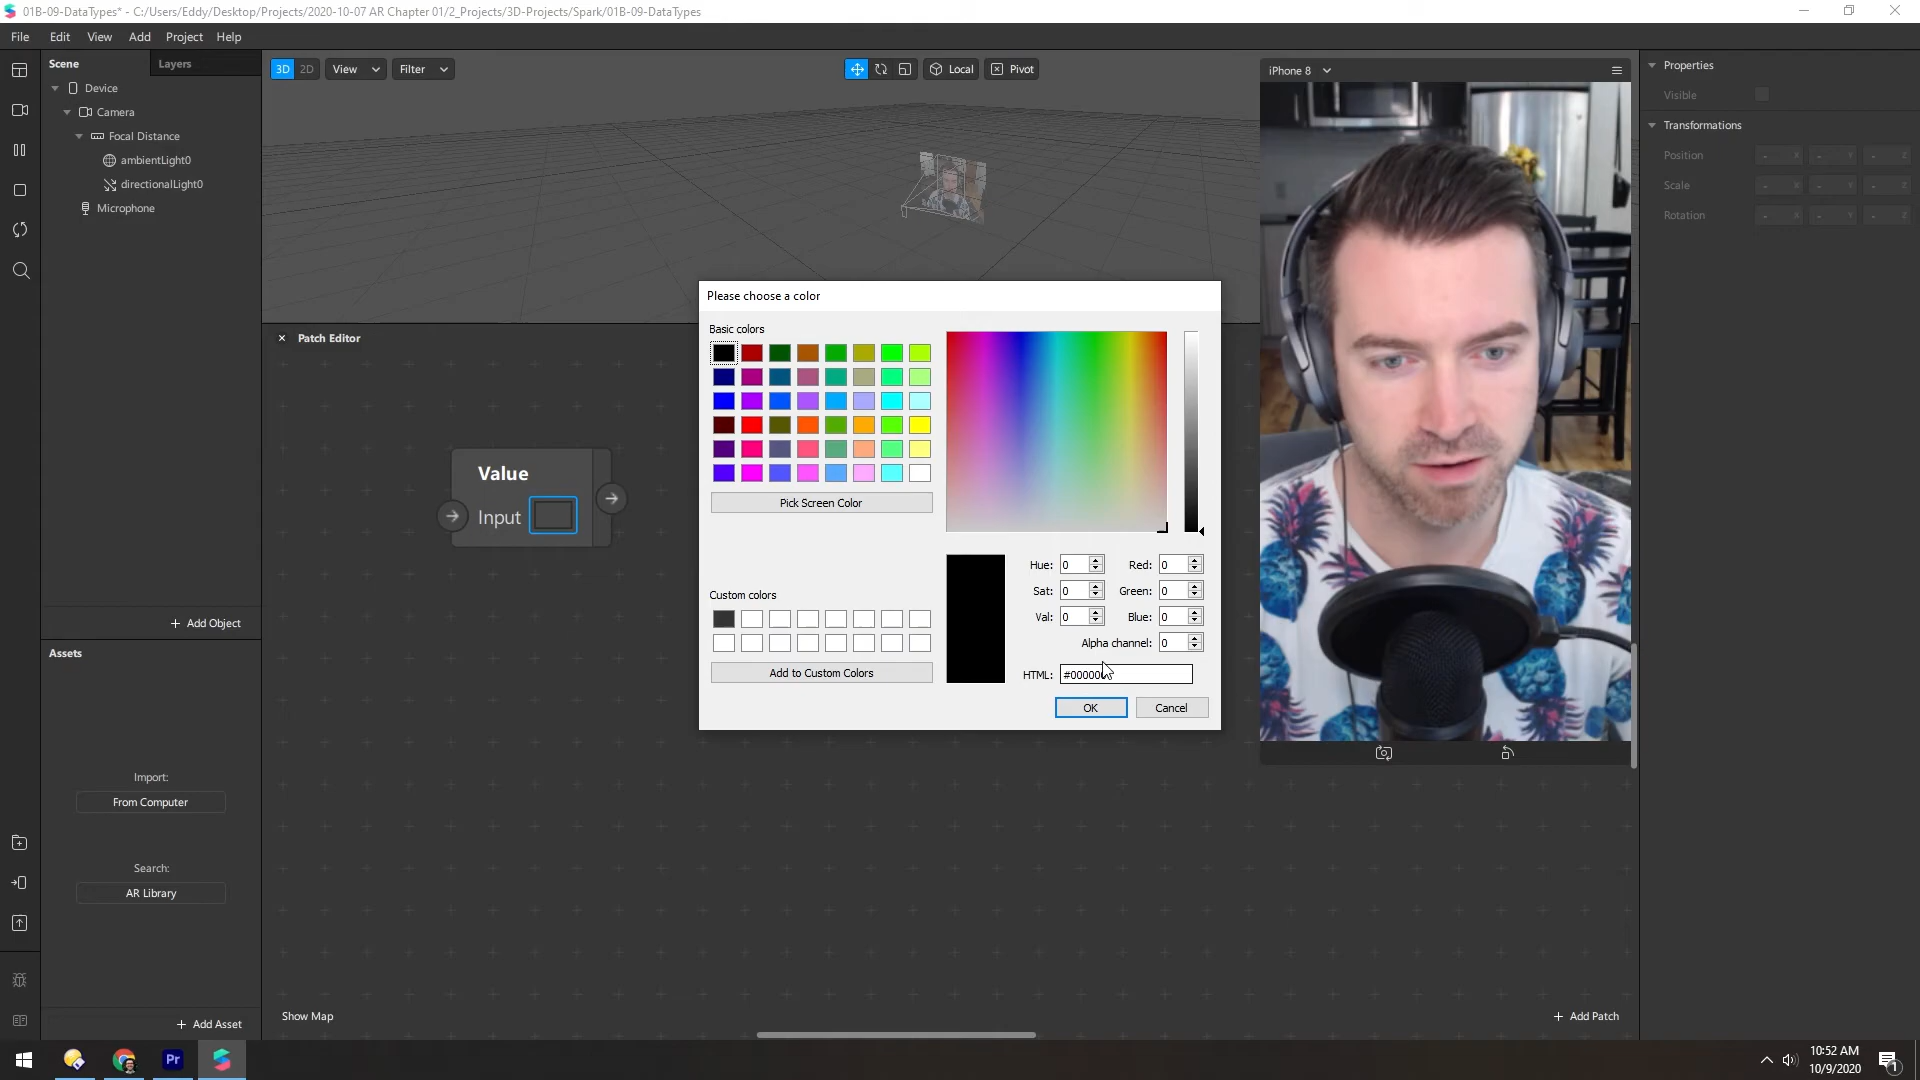 01B-09-DataTypes* - C:/Users/Eddy/Desktop/Projects/2020-10-07 AR Chapter 01/2_Projects/3D-Projects/Spark/01B-09-DataTypes
File Edit View Add Project Help
Scene Layers
Device
Camera
Focal Distance
ambientLight0
directionalLight0
Microphone
+ Add Object
Assets
Import:
From Computer
Search:
AR Library
+ Add Asset
3D 2D View Filter
Local Pivot
iPhone 8
Properties
Visible
Transformations
Position - X - Y - Z
Scale - X - Y - Z
Rotation - X - Y - Z
Patch Editor
Value
Input
Show Map
+ Add Patch
Please choose a color
Basic colors
Pick Screen Color
Custom colors
Add to Custom Colors
Hue: 0 Red: 0
Sat: 0 Green: 0
Val: 0 Blue: 0
Alpha channel: 0
HTML: #000000
OK Cancel
Pr
10:52 AM
10/9/2020
1